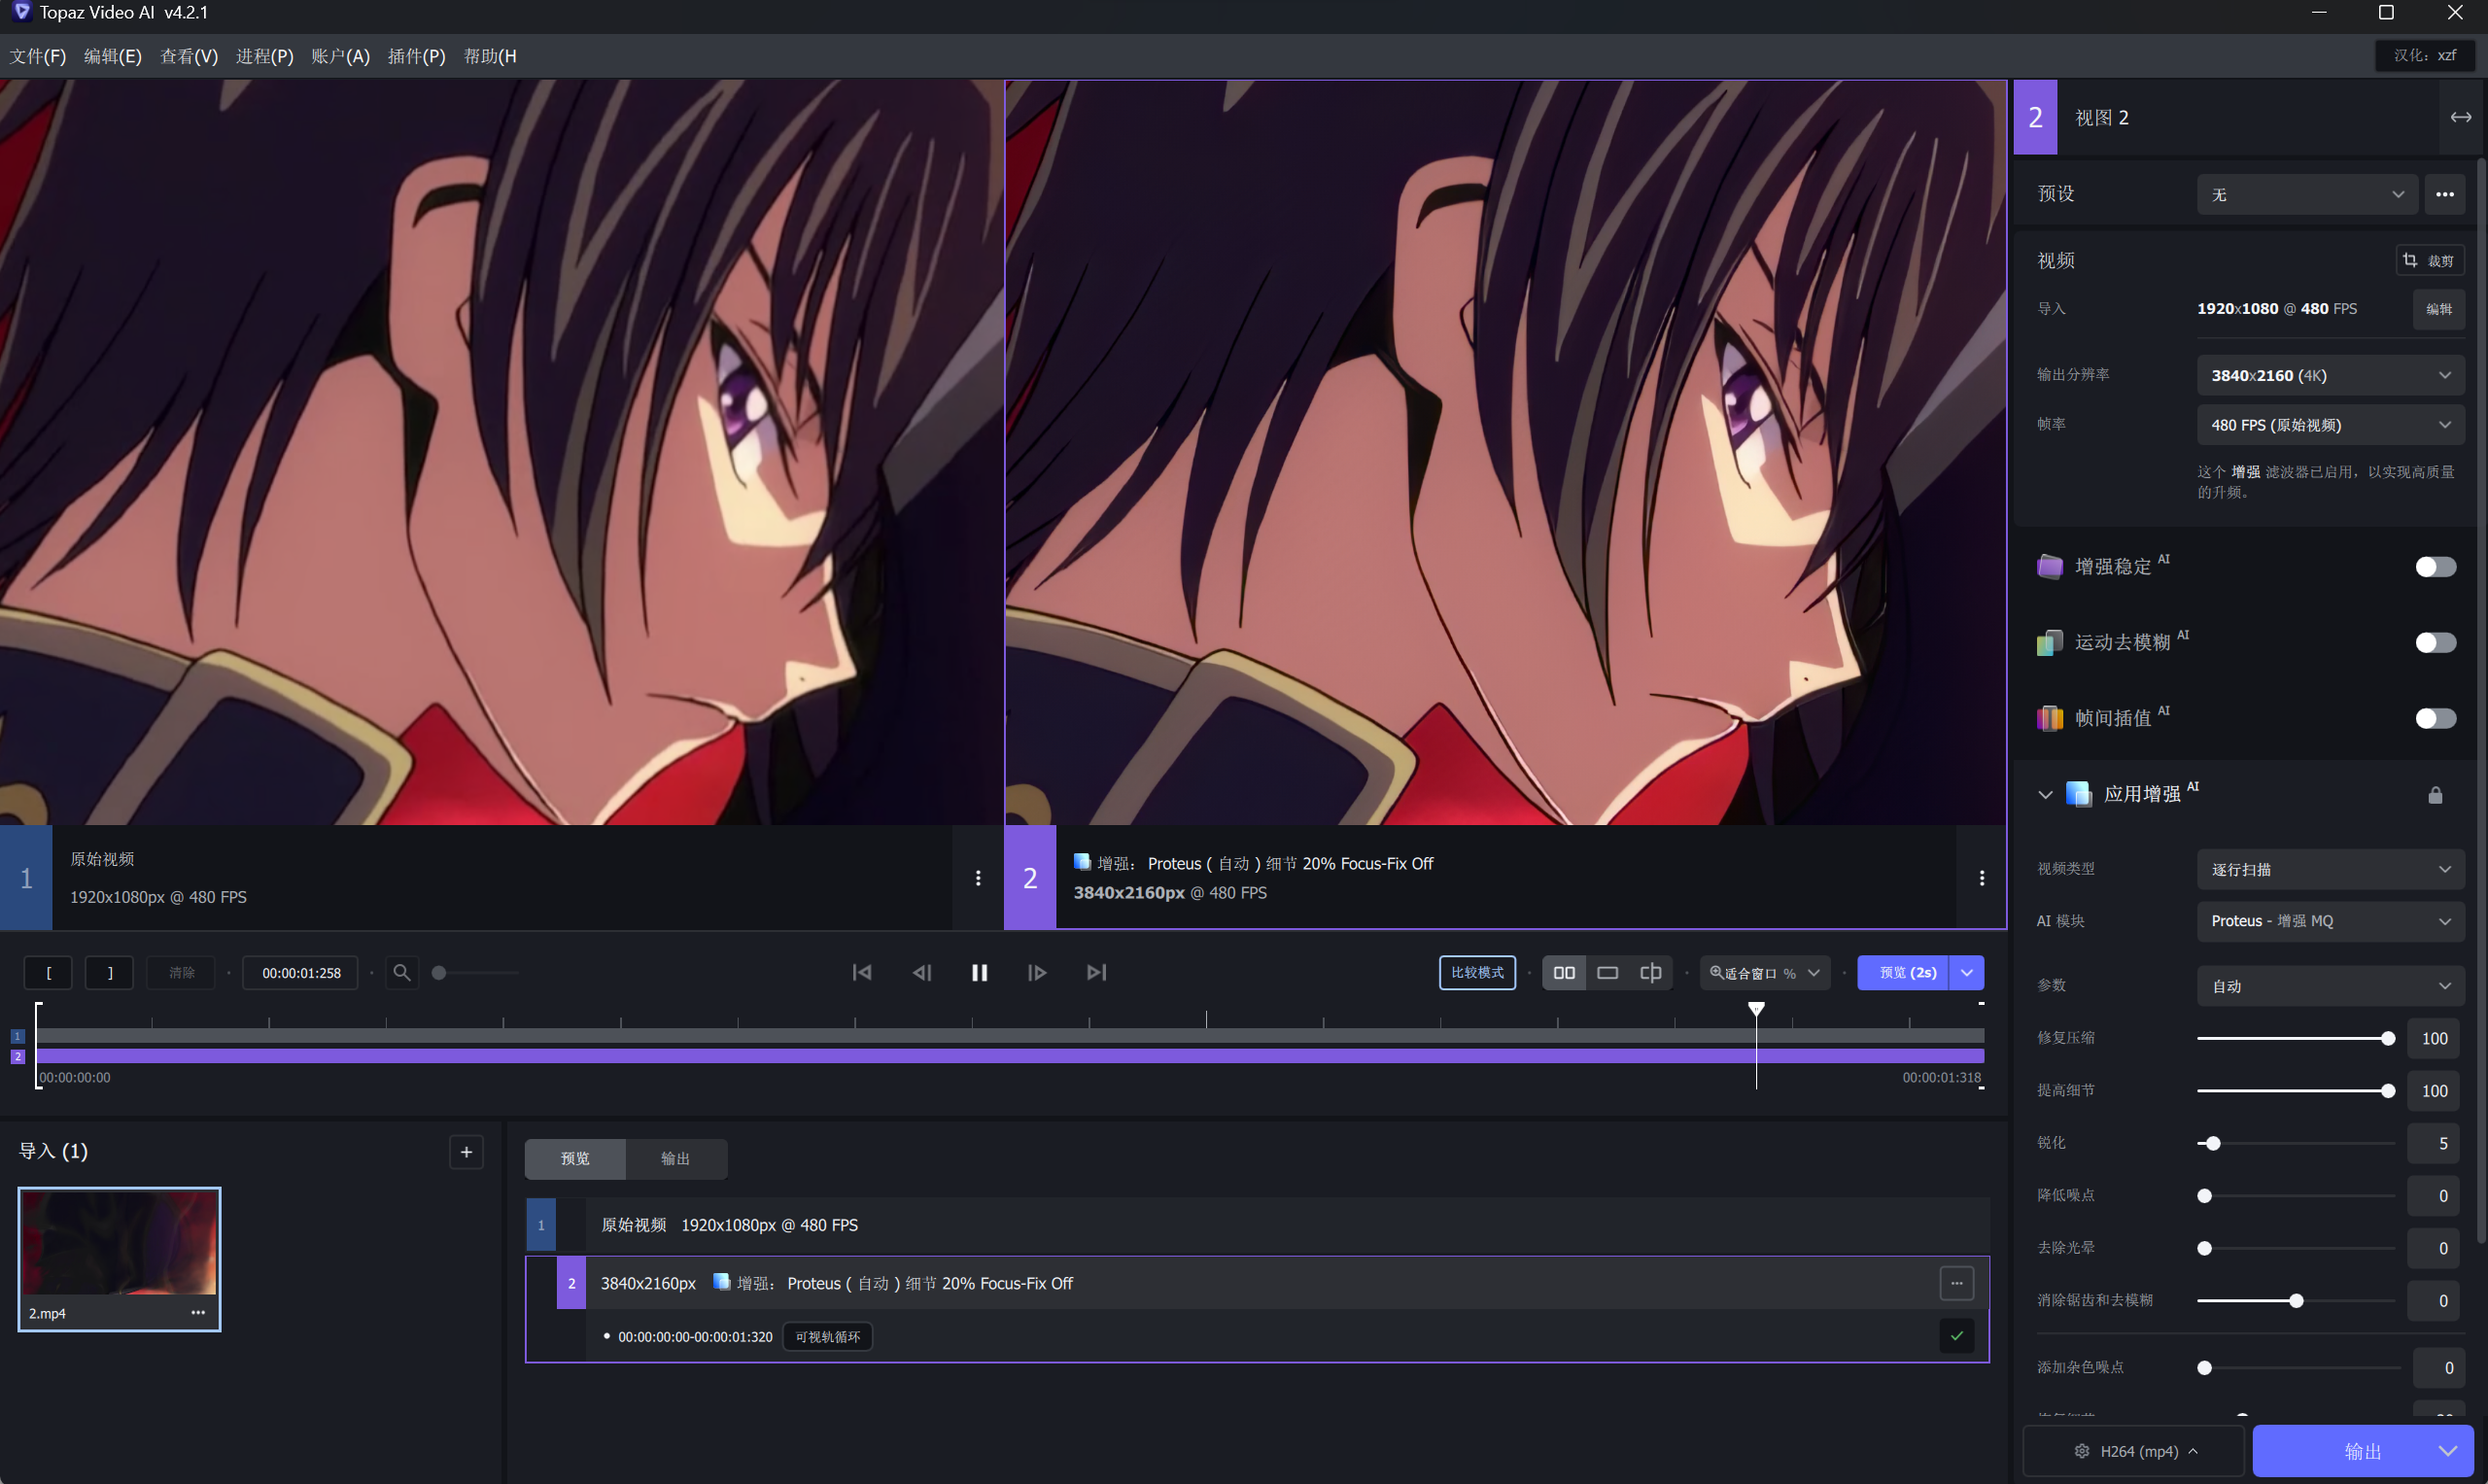 Topaz Video AI v4.2.1
文件(F) 编辑(E) 查看(V) 进程(P) 账户(A) 插件(P) 帮助(H
汉化：xzf
2 视图 2
预设 无
视频 裁剪
导入 1920x1080 @ 480 FPS 编辑
输出分辨率 3840x2160 (4K)
帧率 480 FPS (原始视频)
这个 增强 滤波器已启用，以实现高质量
的升频。
增强稳定 AI
运动去模糊 AI
帧间插值 AI
应用增强 AI
视频类型 逐行扫描
AI 模块 Proteus - 增强 MQ
参数 自动
修复压缩 100
提高细节 100
锐化 5
降低噪点 0
去除光晕 0
消除锯齿和去模糊 0
添加杂色噪点 0
H264 (mp4) 输出
1 原始视频
1920x1080px @ 480 FPS
2 增强： Proteus ( 自动 ) 细节 20% Focus-Fix Off
3840x2160px @ 480 FPS
[ ] 清除 00:00:01:258 比较模式 适合窗口 % 预览 (2s)
1
2
00:00:00:00 00:00:01:318
导入 (1) +
2.mp4
预览 输出
1 原始视频 1920x1080px @ 480 FPS
2 3840x2160px 增强： Proteus ( 自动 ) 细节 20% Focus-Fix Off
00:00:00:00-00:00:01:320 可视轨循环